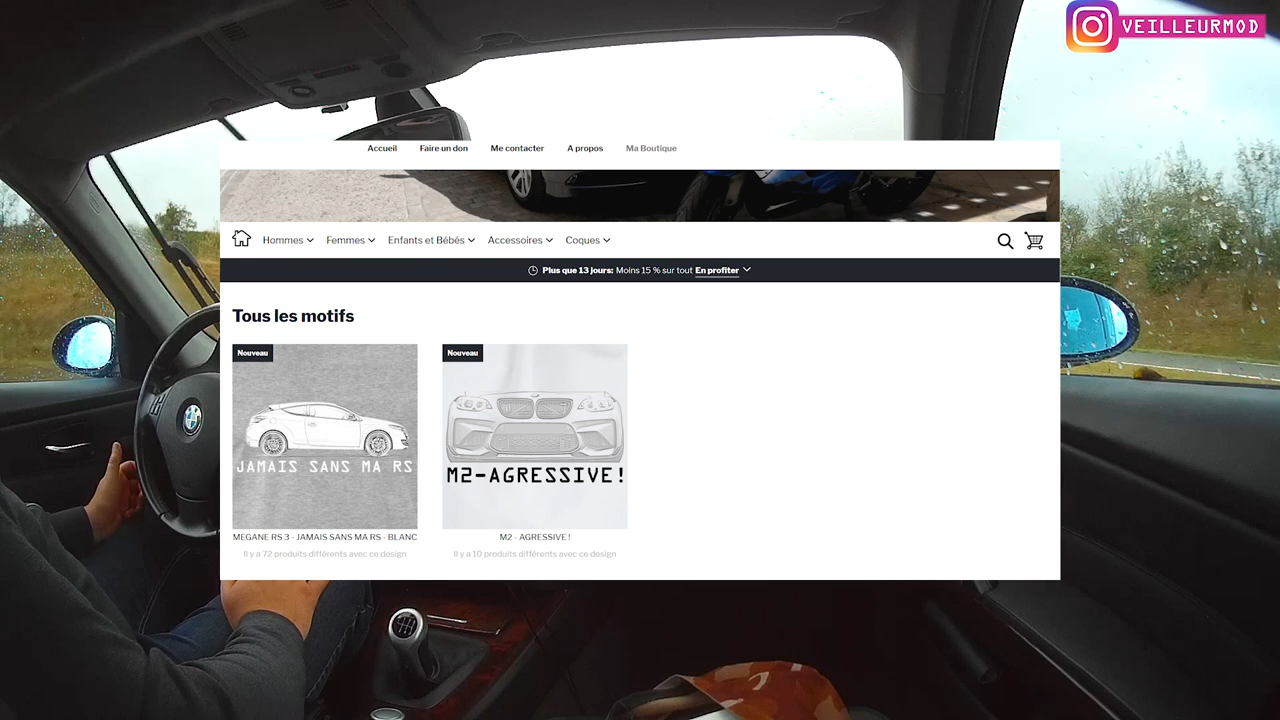 VEILLEURMOD
Accueil Faire un don Me contacter A propos Ma Boutique
Hommes Femmes Enfants et Bébés Accessoires Coques
Plus que 13 jours: Moins 15 % sur tout En profiter
Tous les motifs
Nouveau Nouveau
JAMAIS SANS MA RS
M2-AGRESSIVE!
MEGANE RS 3 - JAMAIS SANS MA RS - BLANC M2 - AGRESSIVE !
Il y a 72 produits différents avec ce design Il y a 10 produits différents avec ce design